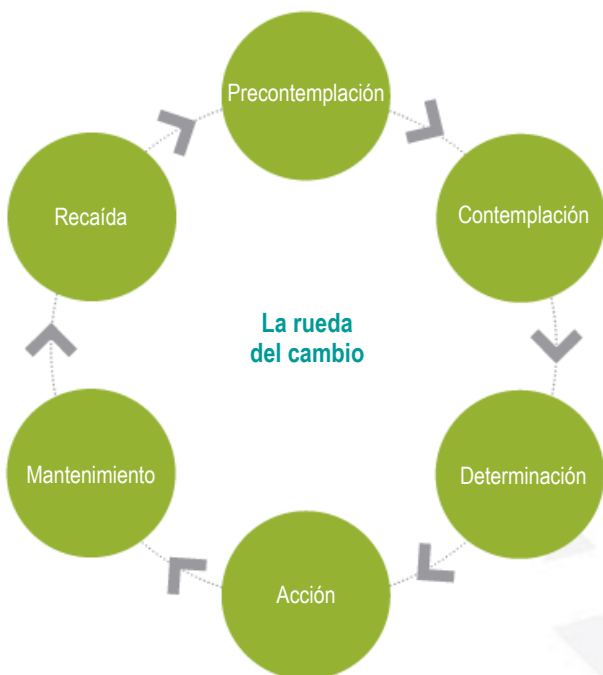 Precontemplación
Contemplación
Determinación
Acción
Mantenimiento
Recaída
La rueda
del cambio